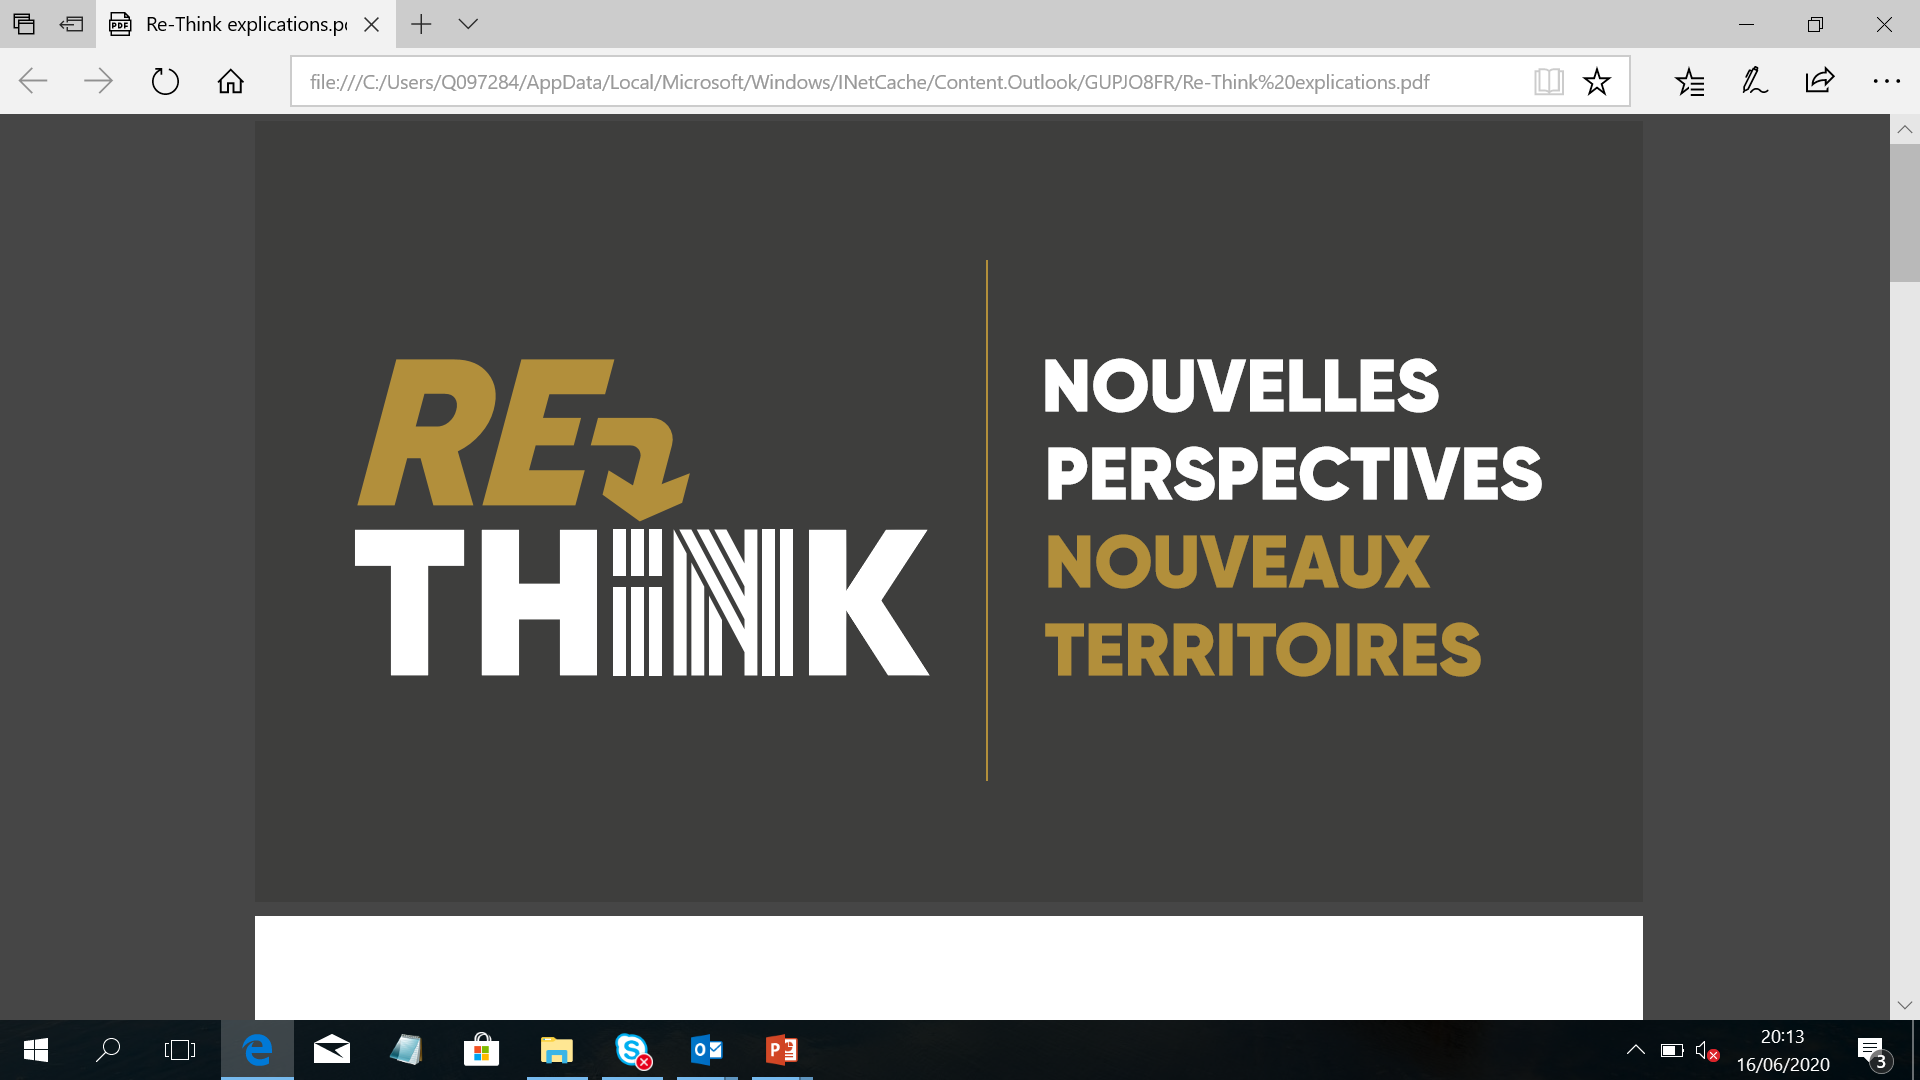 Re-Think explications.p
file:///C:/Users/Q097284/AppData/Local/Microsoft/Windows/INetCache/Content.Outlook/GUPJO8FR/Re-Think%20explications.pdf
RE
THiNK
NOUVELLES
PERSPECTIVES
NOUVEAUX
TERRITOIRES
20:13
16/06/2020
3